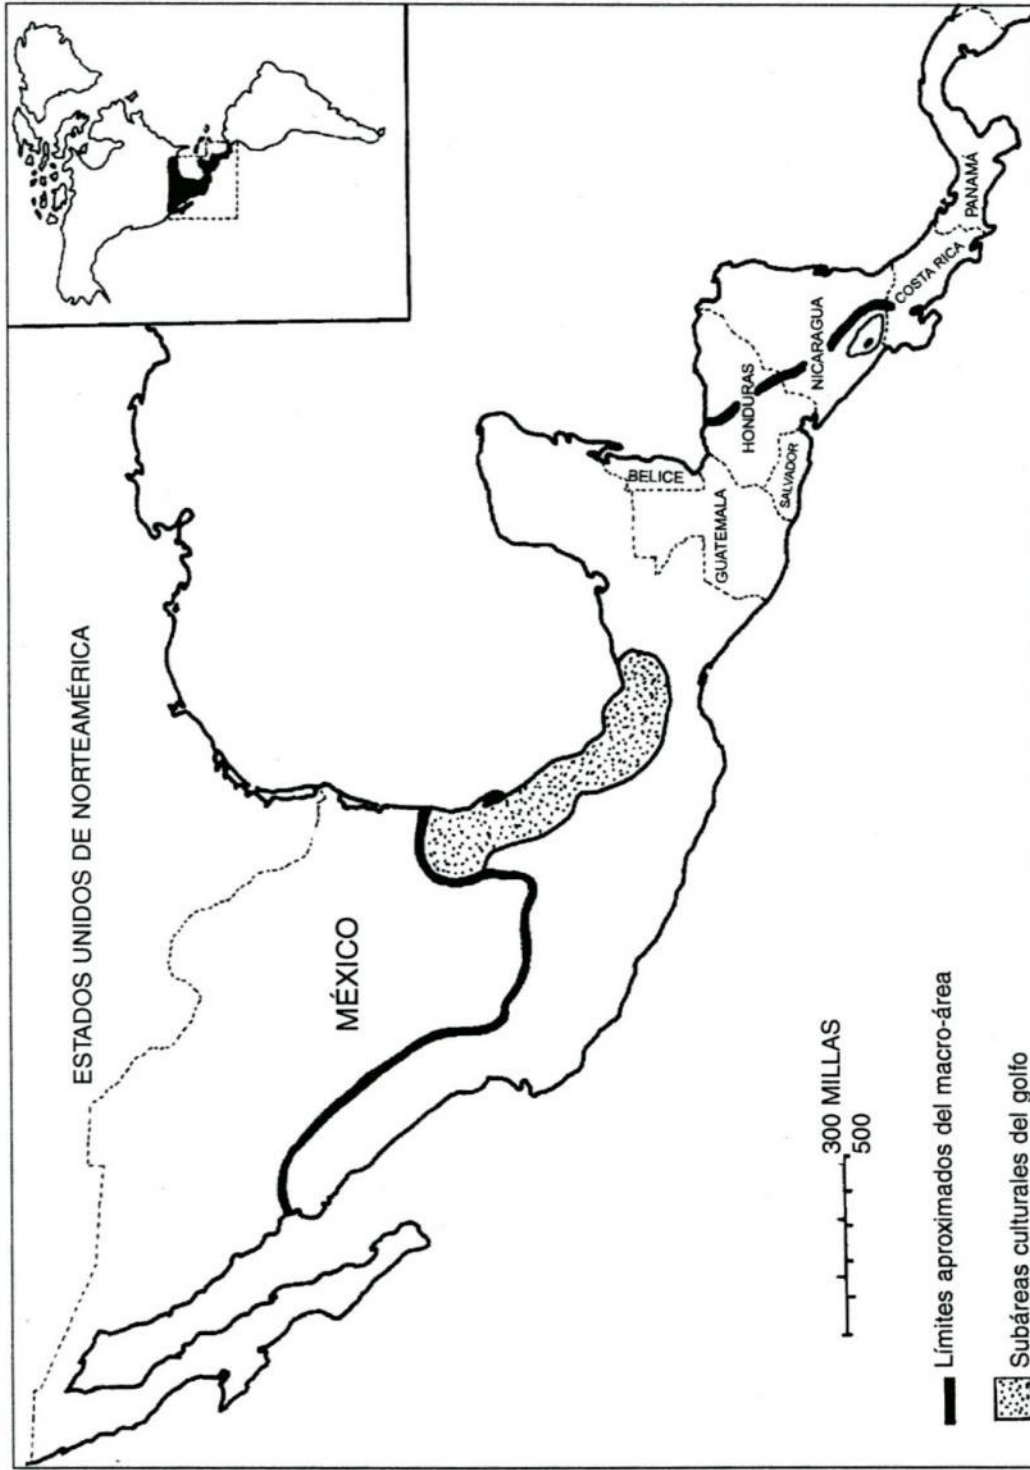 ESTADOS UNIDOS DE NORTEAMÉRICA
MÉXICO
BELICE
GUATEMALA
HONDURAS
SALVADOR
NICARAGUA
COSTA RICA
PANAMÁ
300 MILLAS
500
Límites aproximados del macro-área
Subáreas culturales del golfo